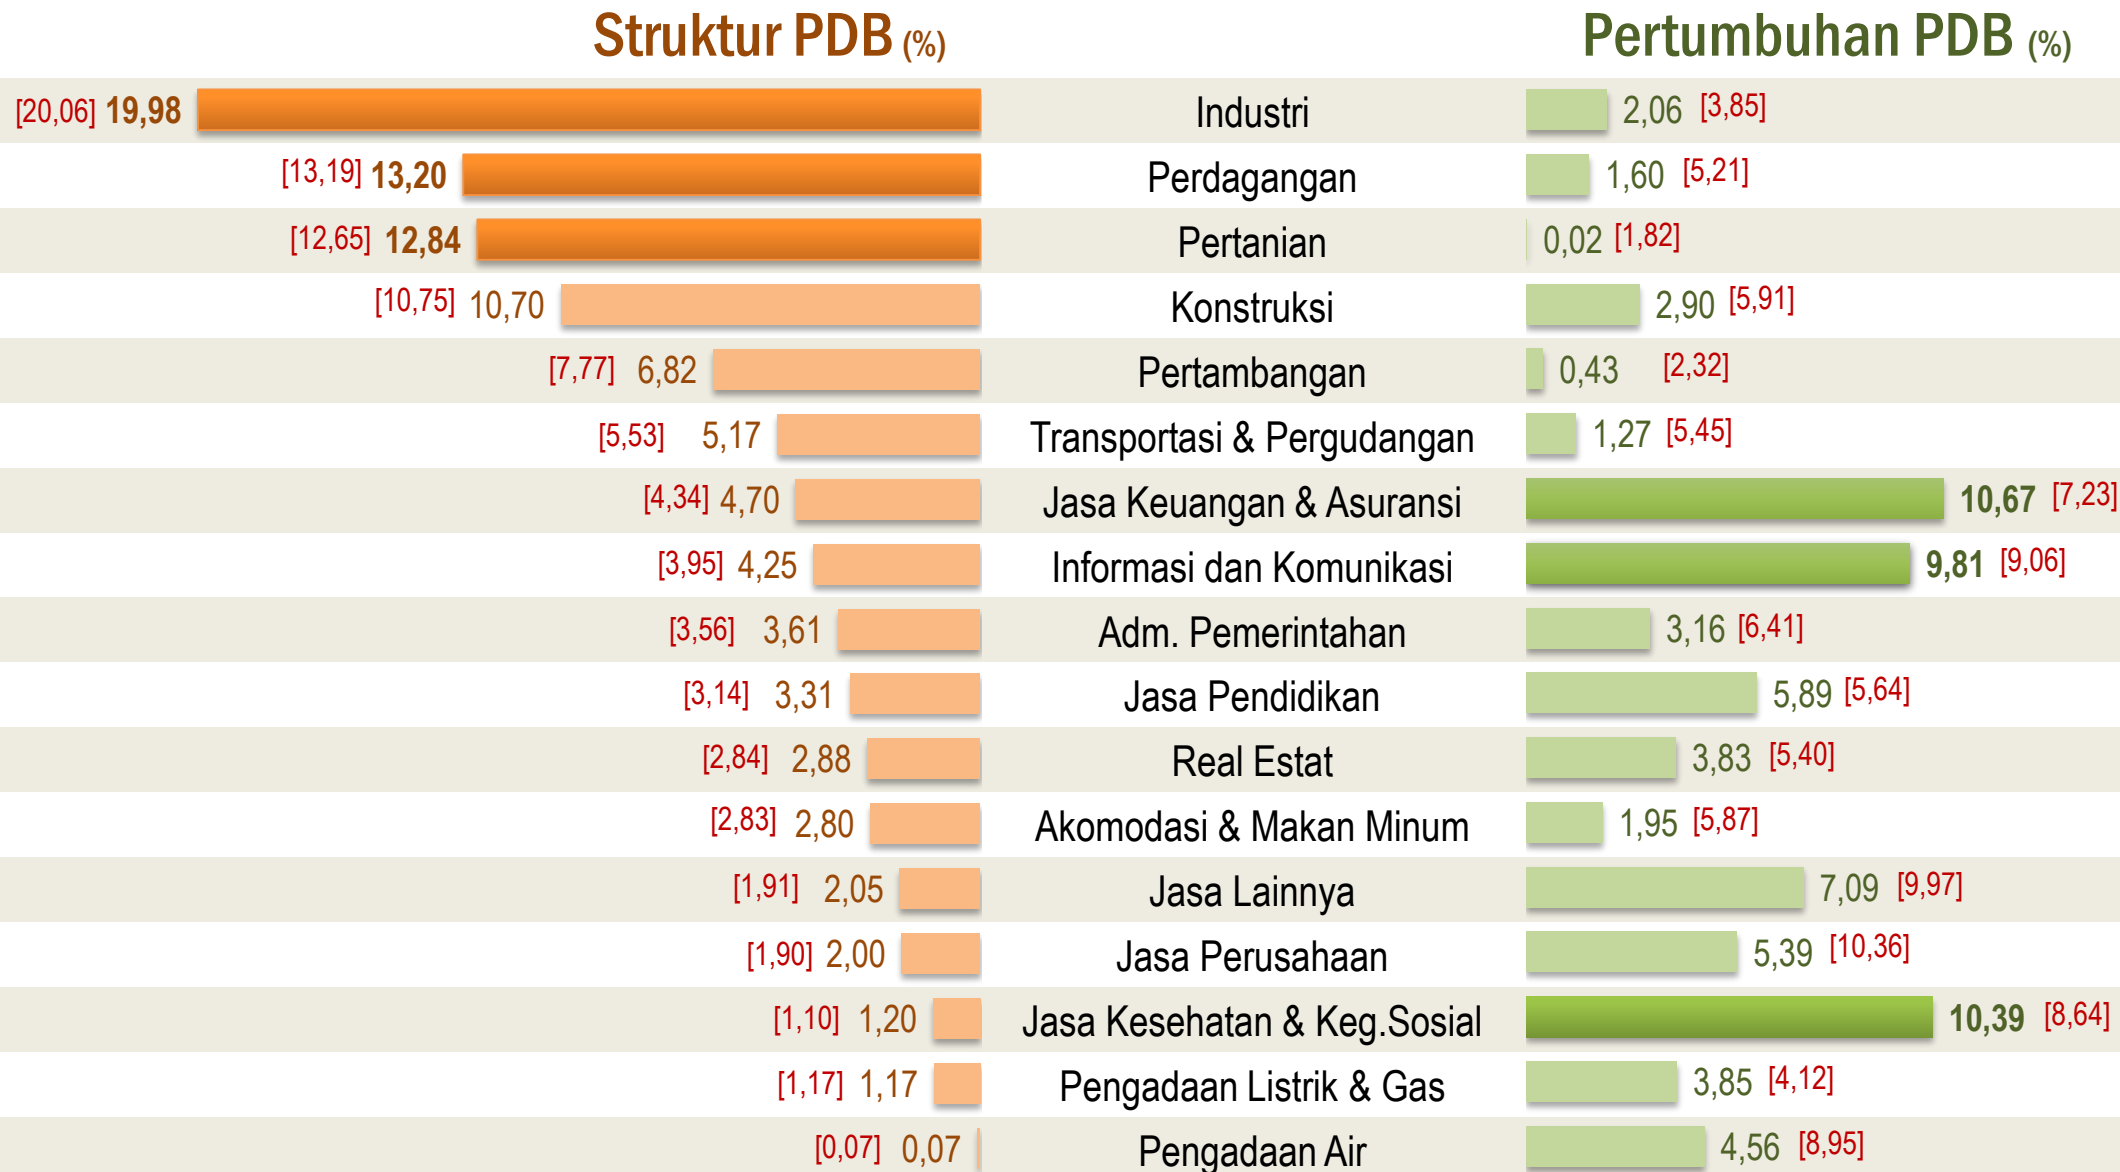 Struktur PDB (%) Pertumbuhan PDB (%)
[20,06] 19,98 Industri 2,06 [3,85]
[13,19] 13,20 Perdagangan 1,60 [5,21]
[12,65] 12,84 Pertanian 0,02 [1,82]
[10,75] 10,70 Konstruksi 2,90 [5,91]
[7,77] 6,82 Pertambangan 0,43 [2,32]
[5,53] 5,17 Transportasi & Pergudangan 1,27 [5,45]
[4,34] 4,70 Jasa Keuangan & Asuransi 10,67 [7,23]
[3,95] 4,25 Informasi dan Komunikasi 9,81 [9,06]
[3,56] 3,61 Adm. Pemerintahan 3,16 [6,41]
[3,14] 3,31 Jasa Pendidikan 5,89 [5,64]
[2,84] 2,88 Real Estat 3,83 [5,40]
[2,83] 2,80 Akomodasi & Makan Minum 1,95 [5,87]
[1,91] 2,05 Jasa Lainnya 7,09 [9,97]
[1,90] 2,00 Jasa Perusahaan 5,39 [10,36]
[1,10] 1,20 Jasa Kesehatan & Keg.Sosial 10,39 [8,64]
[1,17] 1,17 Pengadaan Listrik & Gas 3,85 [4,12]
[0,07] 0,07 Pengadaan Air 4,56 [8,95]